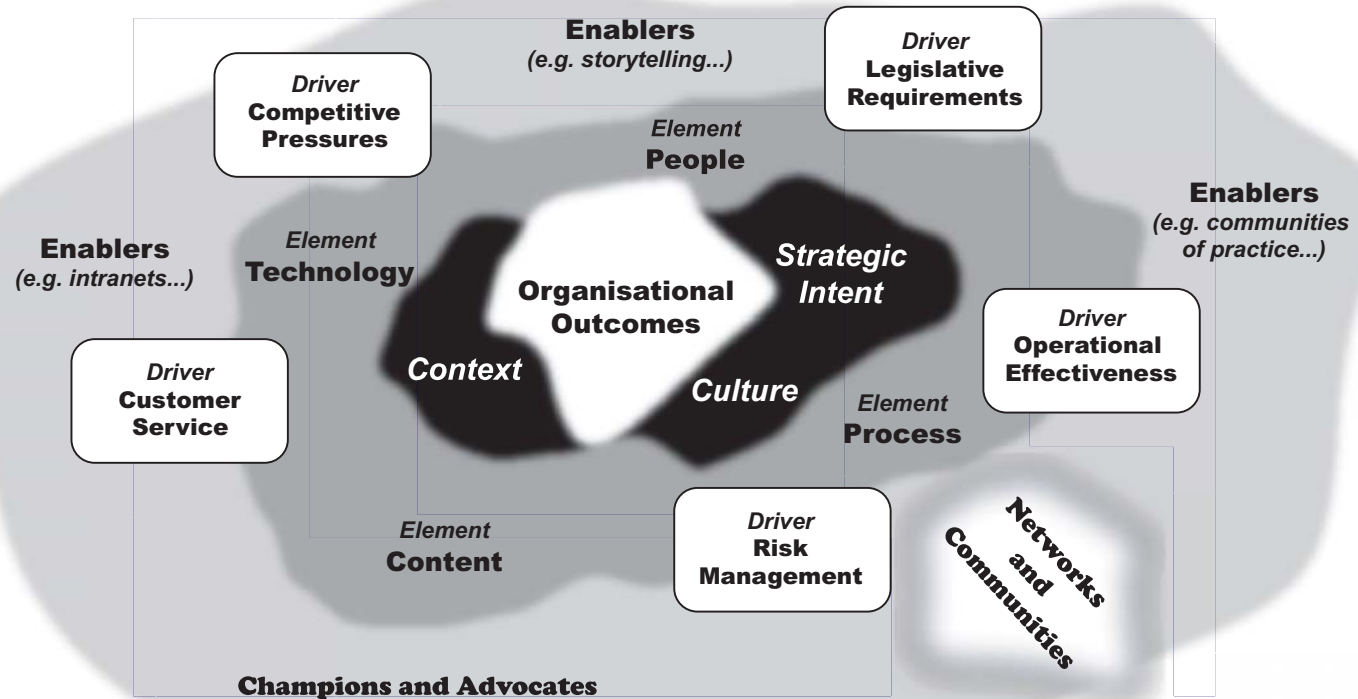 Enablers
(e.g. storytelling...)
Driver
Legislative
Requirements
Driver
Competitive
Pressures
Element
People
Enablers
(e.g. communities
of practice...)
Enablers
(e.g. intranets...)
Element
Technology
Strategic
Intent
Organisational
Outcomes
Driver
Operational
Effectiveness
Driver
Customer
Service
Context
Culture
Element
Process
Element
Content
Driver
Risk
Management
Networks
and
Communities
Champions and Advocates